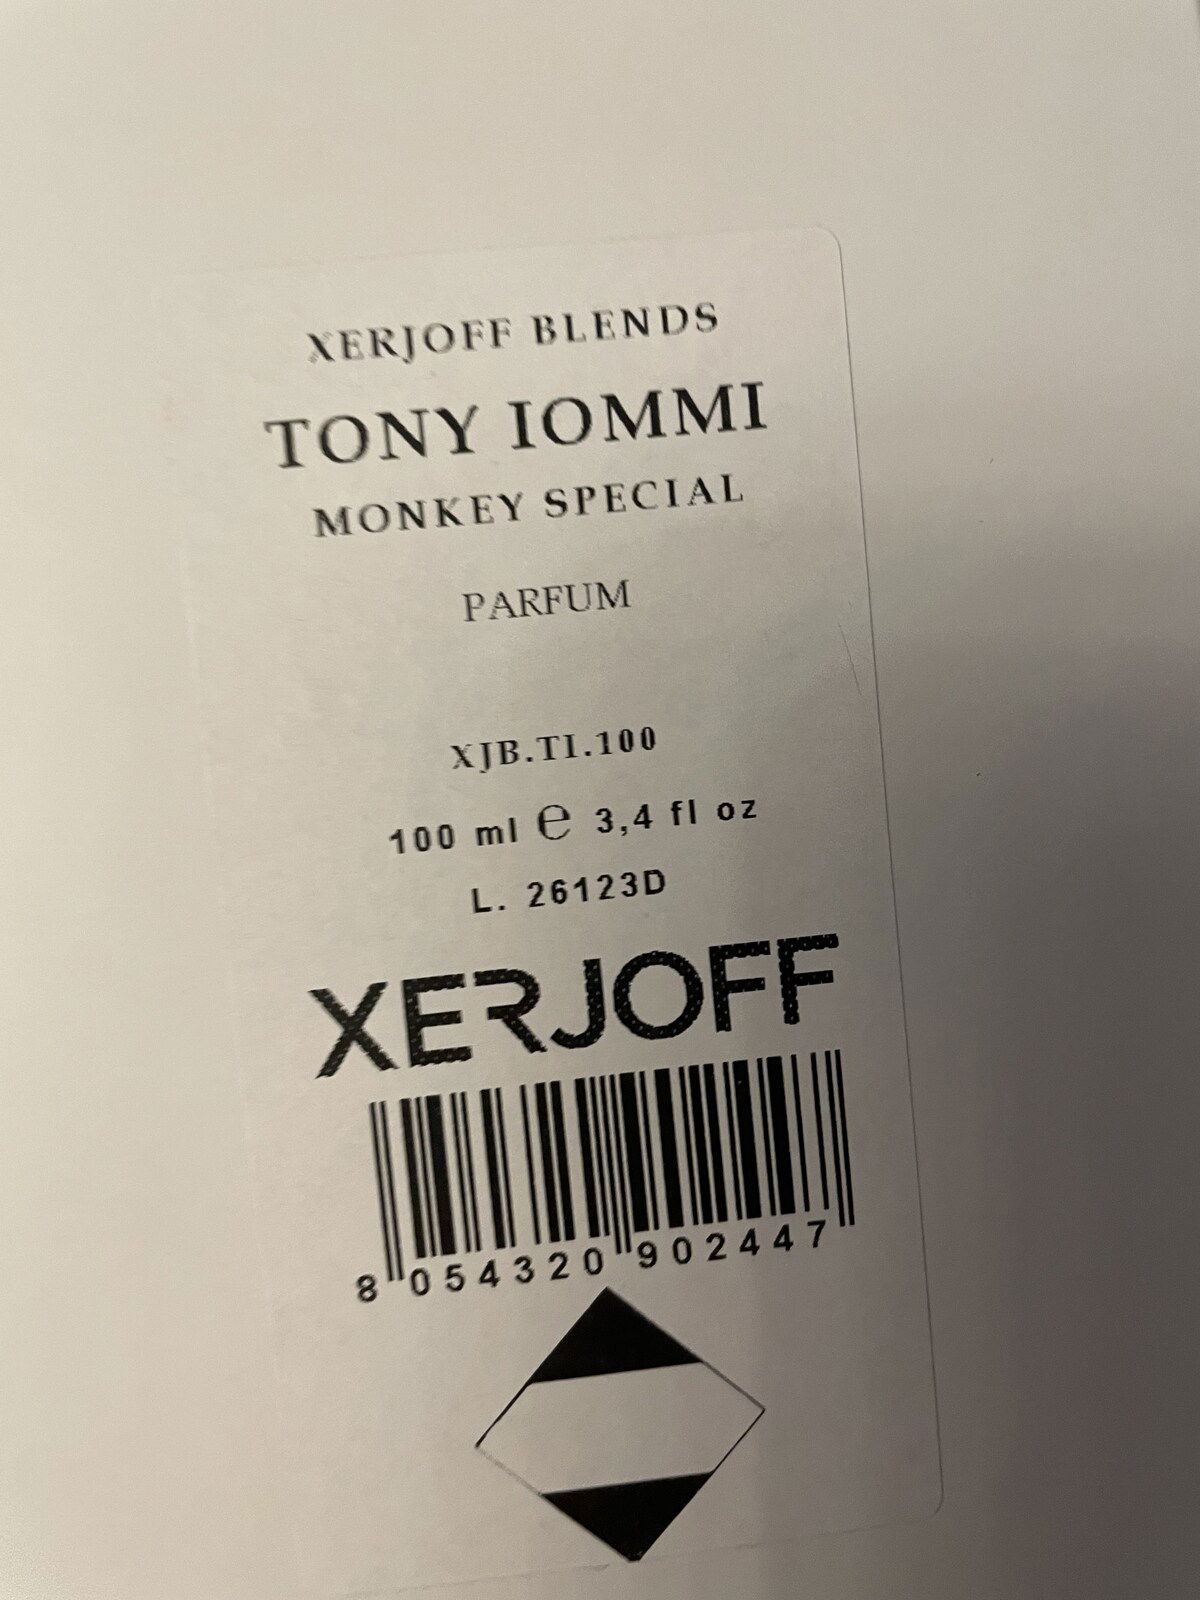 XERJOFF BLENDS
TONY IOMMI
MONKEY SPECIAL
PARFUM
XJB.TI.100
100 ml ℮ 3,4 fl oz
L. 26123D
XERJOFF
8 054320 902447